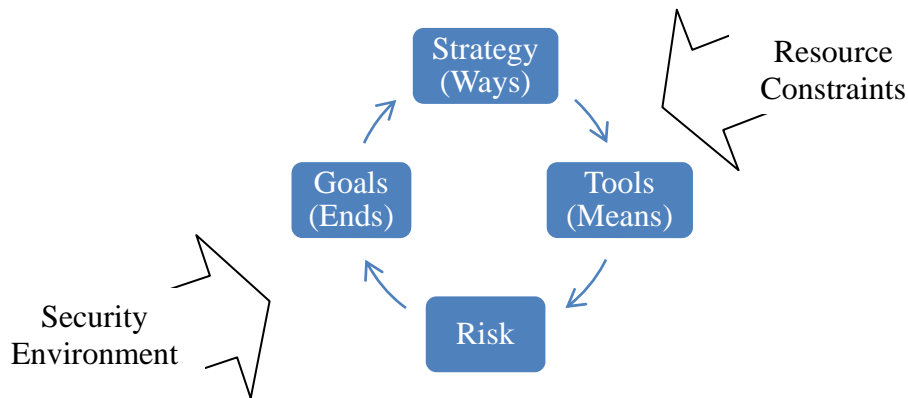 Strategy
(Ways)
Resource
Constraints
Goals
(Ends)
Tools
(Means)
Security
Environment
Risk